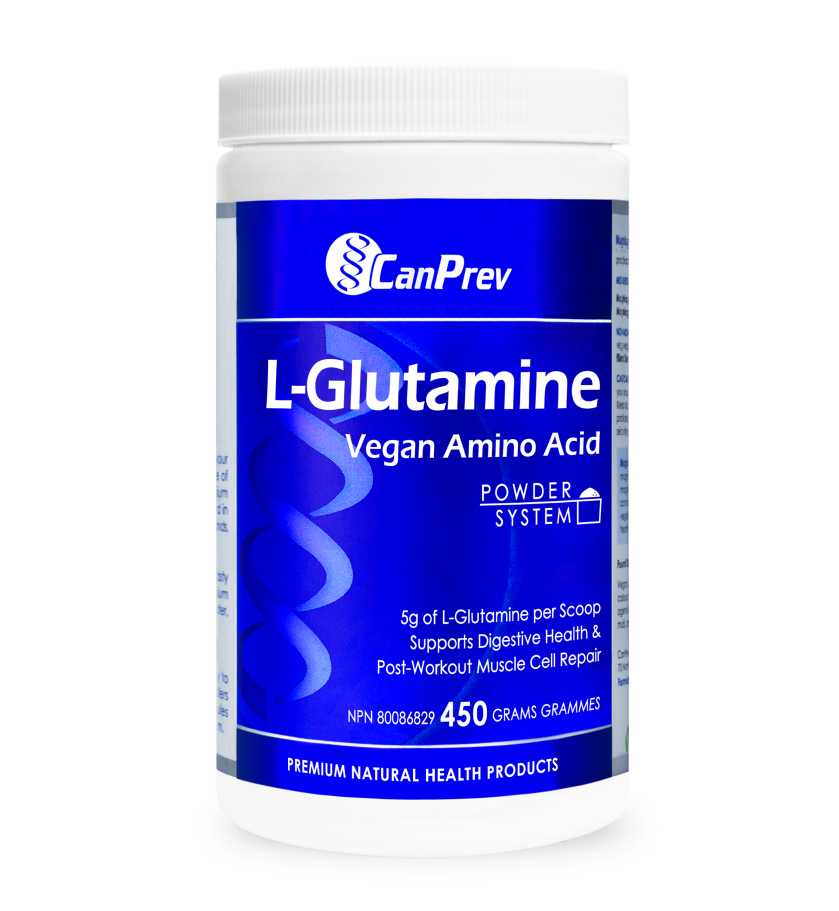 CanPrev
L-Glutamine
Vegan Amino Acid
POWDER
SYSTEM
5g of L-Glutamine per Scoop
Supports Digestive Health &
Post-Workout Muscle Cell Repair
NPN 80086829 450 GRAMS GRAMMES
PREMIUM NATURAL HEALTH PRODUCTS